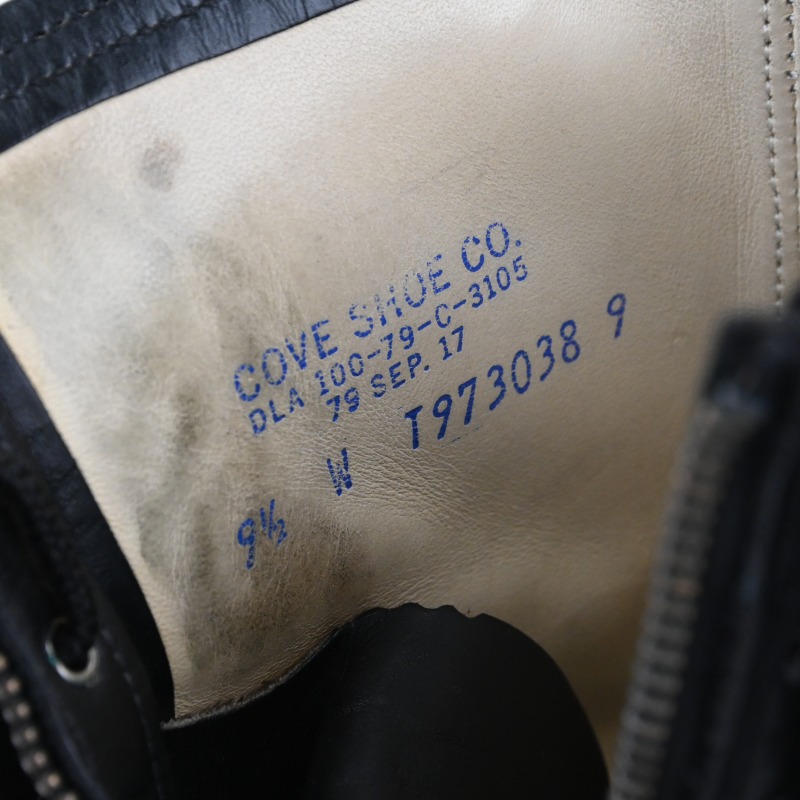 COVE SHOE CO.
DLA 100-79-C-3105
79 SEP. 17
9½ W T973038 9